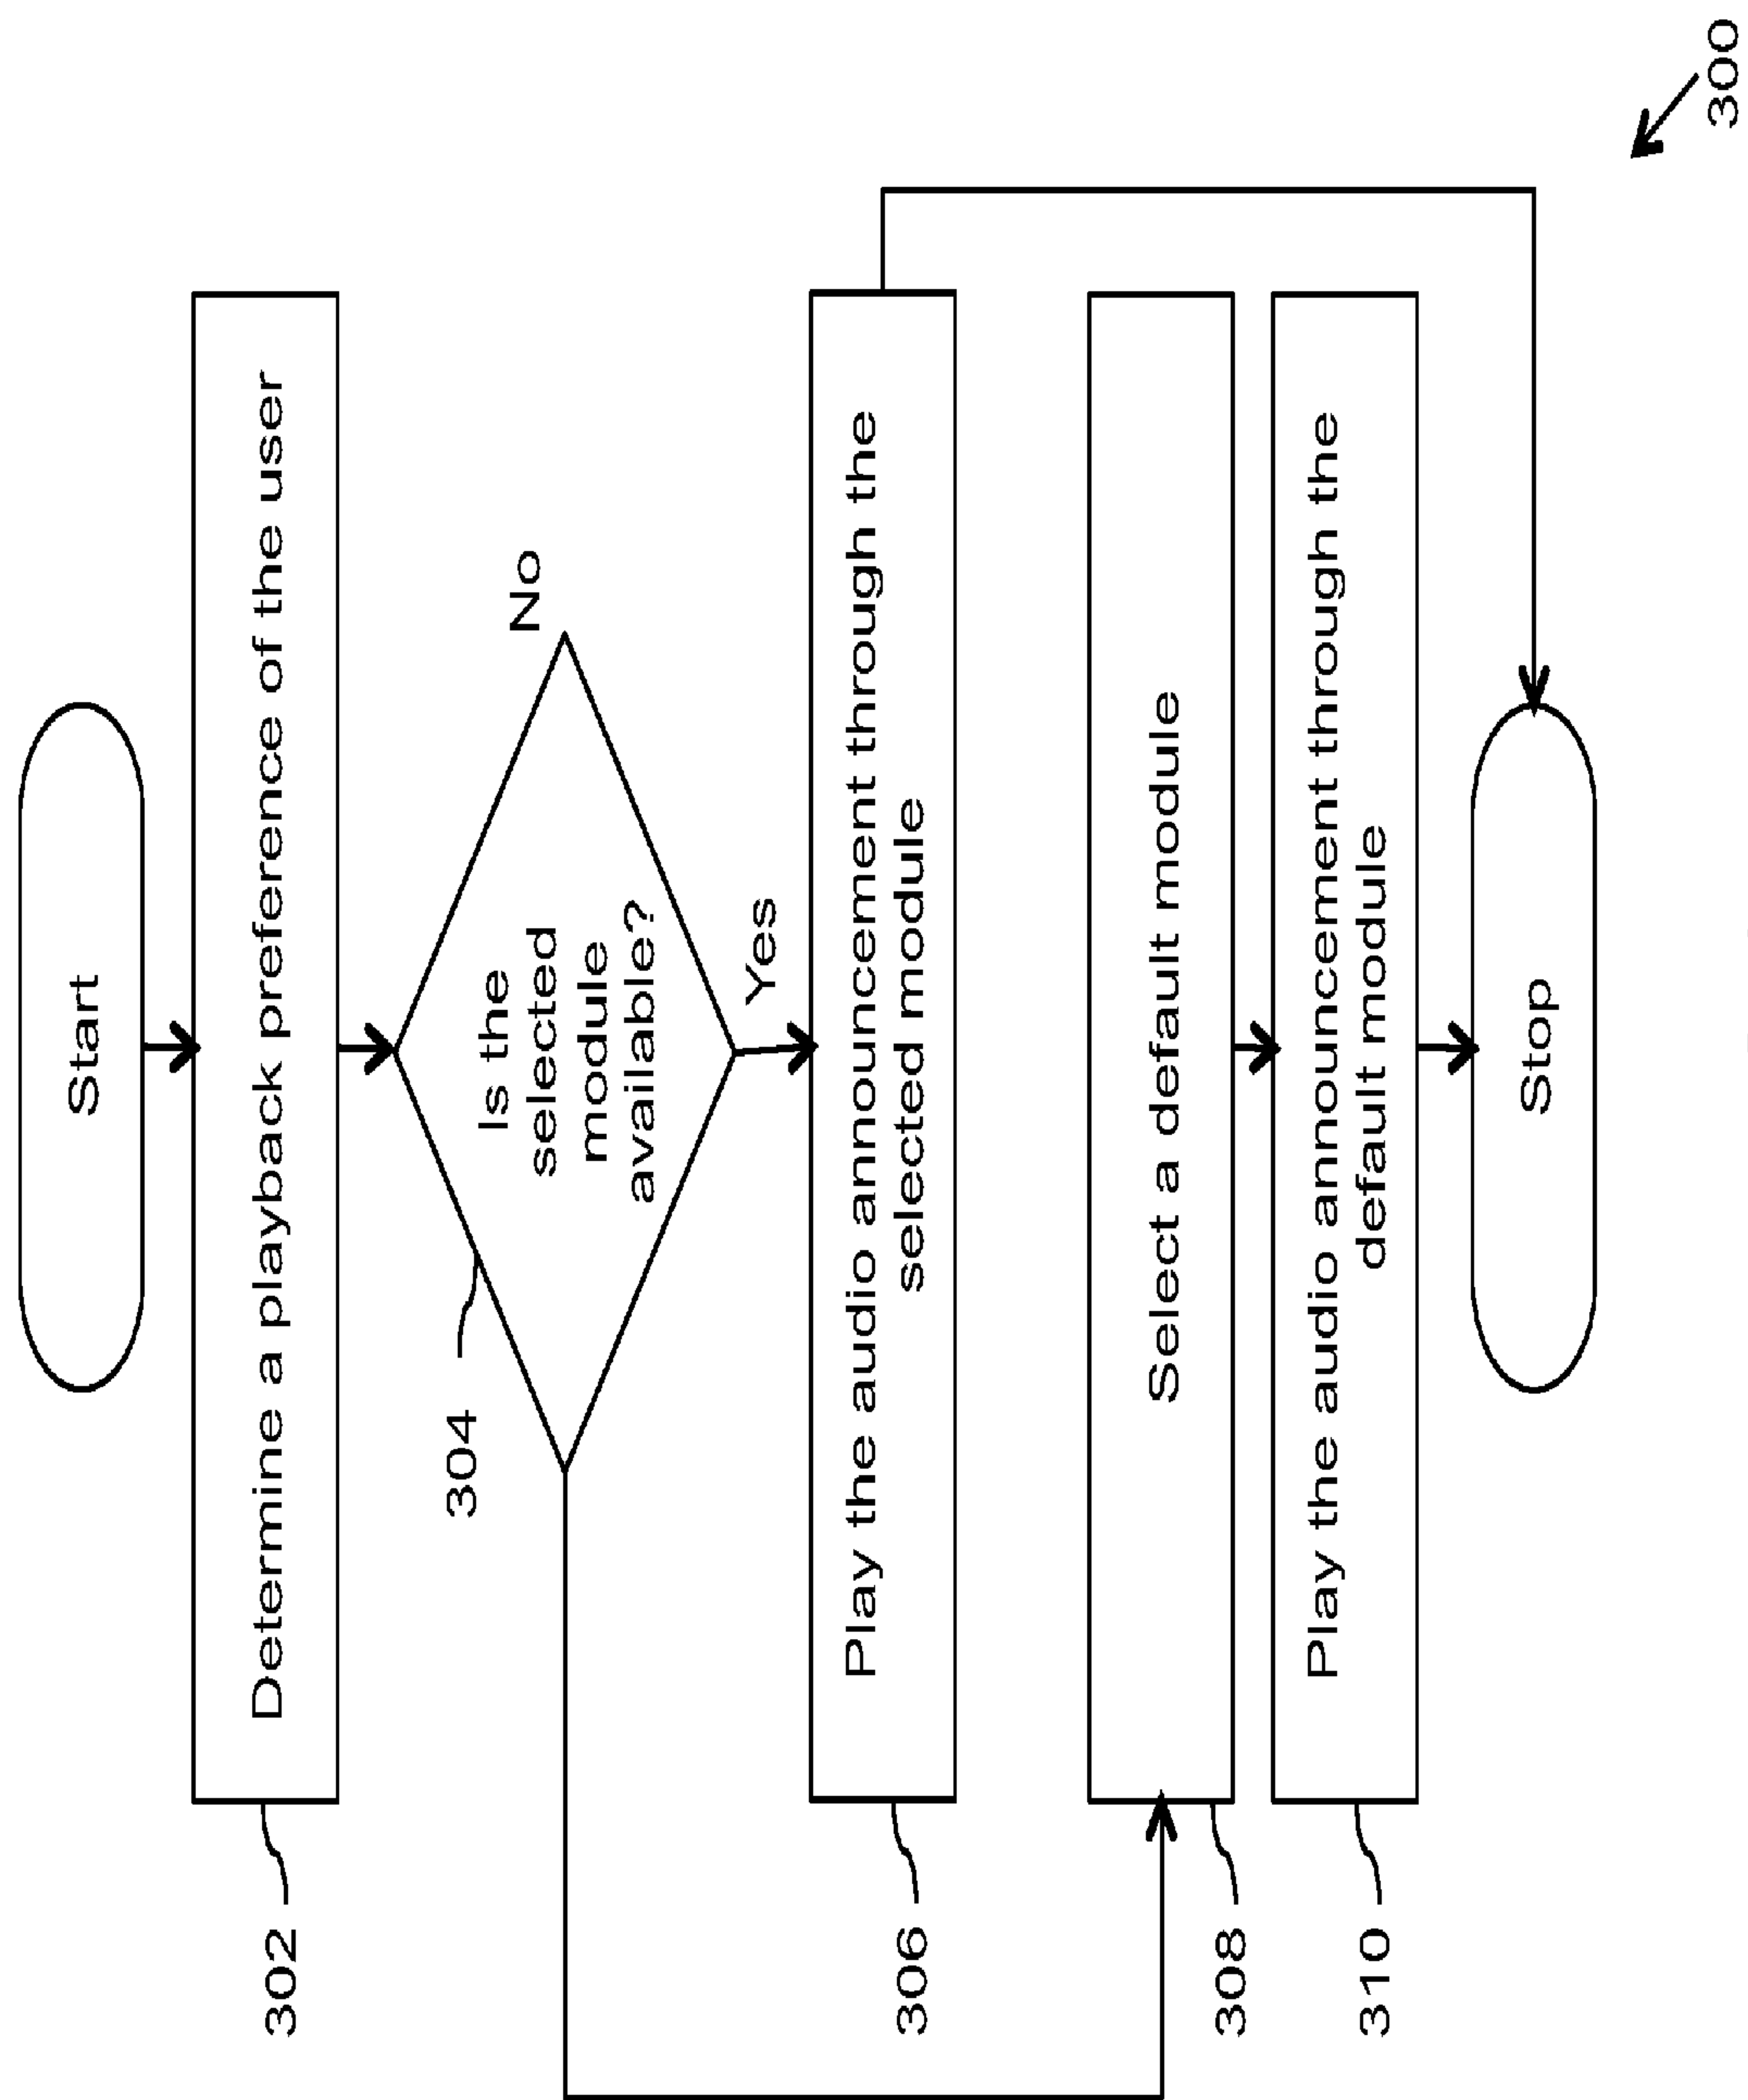 Start
302
Determine a playback preference of the user
304
Is the
selected
module
available?
No
Yes
306
Play the audio announcement through the
selected module
308
Select a default module
310
Play the audio announcement through the
default module
Stop
300